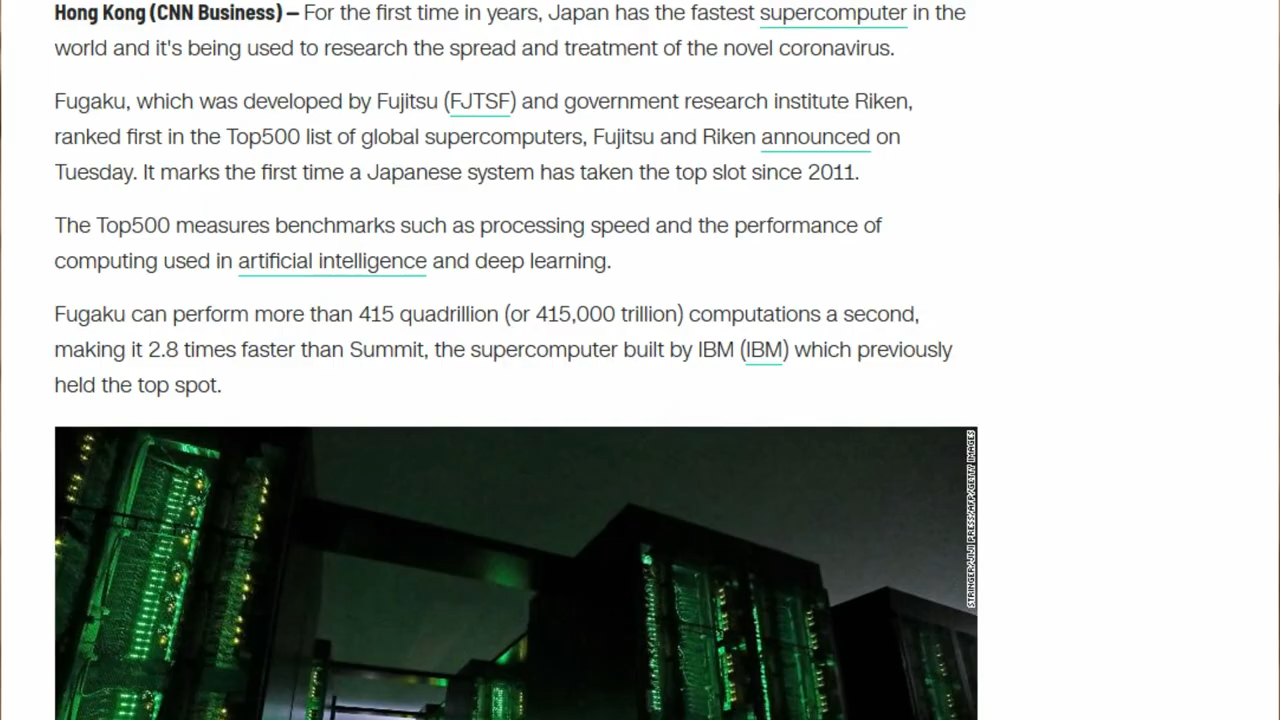 Hong Kong (CNN Business) — For the first time in years, Japan has the fastest supercomputer in the
world and it's being used to research the spread and treatment of the novel coronavirus.
Fugaku, which was developed by Fujitsu (FJTSF) and government research institute Riken,
ranked first in the Top500 list of global supercomputers, Fujitsu and Riken announced on
Tuesday. It marks the first time a Japanese system has taken the top slot since 2011.
The Top500 measures benchmarks such as processing speed and the performance of
computing used in artificial intelligence and deep learning.
Fugaku can perform more than 415 quadrillion (or 415,000 trillion) computations a second,
making it 2.8 times faster than Summit, the supercomputer built by IBM (IBM) which previously
held the top spot.
STRINGER/JIJI PRESS/AFP/GETTY IMAGES